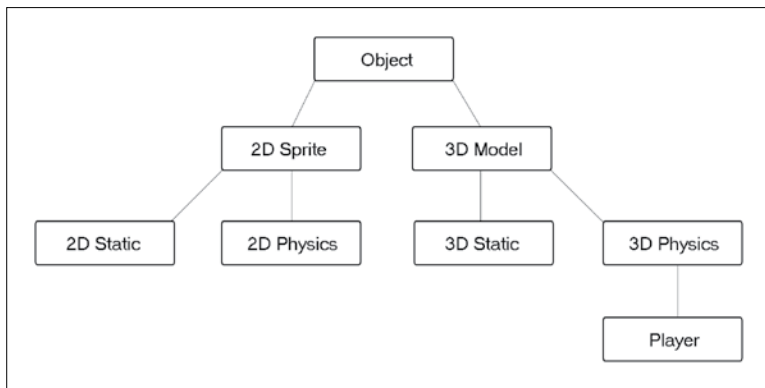 Object
2D Sprite
3D Model
2D Static
2D Physics
3D Static
3D Physics
Player